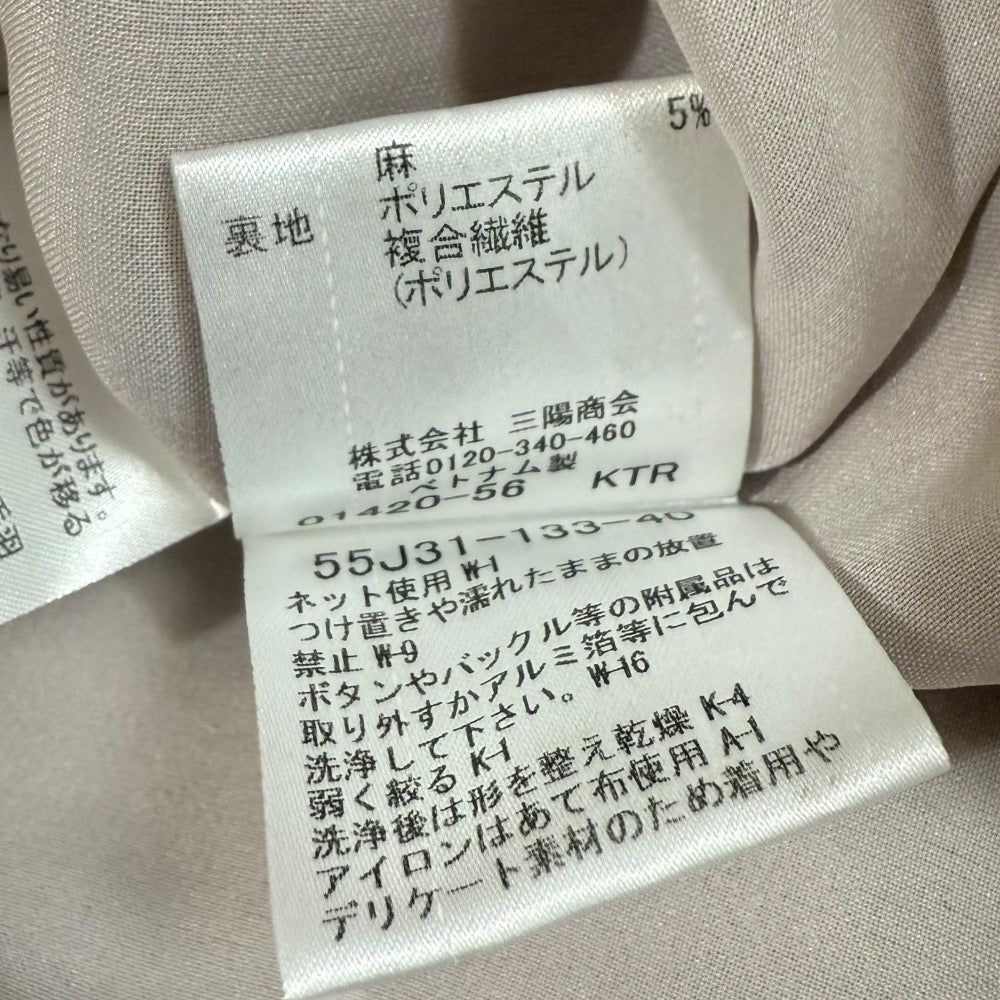 麻 5%
裏地 ポリエステル
複合繊維
(ポリエステル)
株式会社 三陽商会
電話0120-340-460
ベトナム製
01420-56 KTR
55J31-133-46
ネット使用 W-1
つけ置きや濡れたままの放置
禁止 W-9
ボタンやバックル等の付属品は
取り外すかアルミ箔等に包んで
洗浄して下さい。 W-16
弱く絞る K-1
洗浄後は形を整え乾燥 K-4
アイロンはあて布使用 A-1
デリケート素材のため着用や
り易い性質があります。
汗等で色が移る